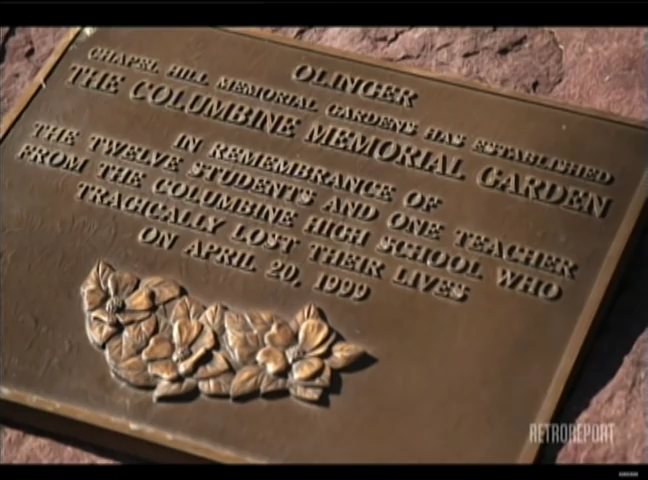 OLINGER
CHAPEL HILL MEMORIAL GARDENS HAS ESTABLISHED
THE COLUMBINE MEMORIAL GARDEN
IN REMEMBRANCE OF
THE TWELVE STUDENTS AND ONE TEACHER
FROM THE COLUMBINE HIGH SCHOOL WHO
TRAGICALLY LOST THEIR LIVES
ON APRIL 20, 1999
RETROREPORT